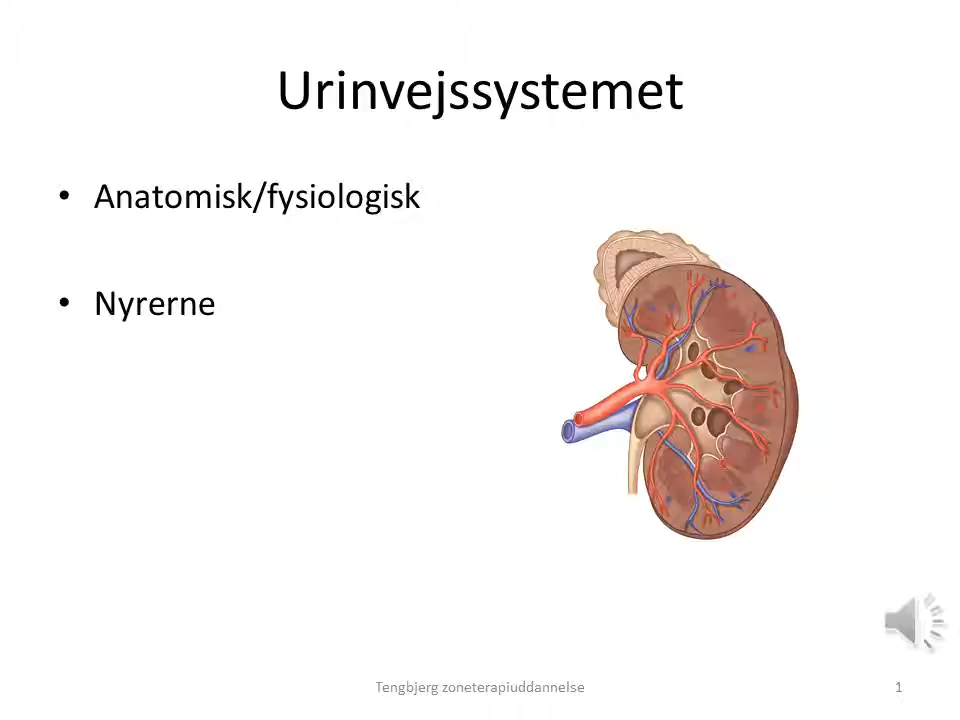 Urinvejssystemet
• Anatomisk/fysiologisk
• Nyrerne
Tengbjerg zoneterapiuddannelse
1